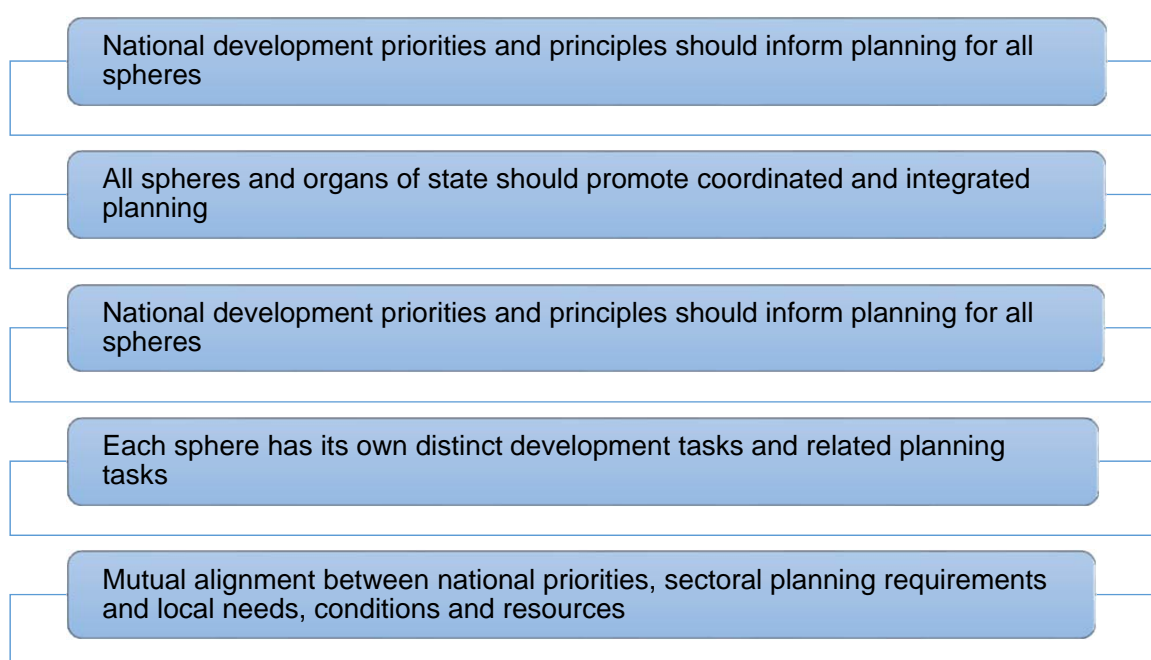 National development priorities and principles should inform planning for all
spheres
All spheres and organs of state should promote coordinated and integrated
planning
National development priorities and principles should inform planning for all
spheres
Each sphere has its own distinct development tasks and related planning
tasks
Mutual alignment between national priorities, sectoral planning requirements
and local needs, conditions and resources